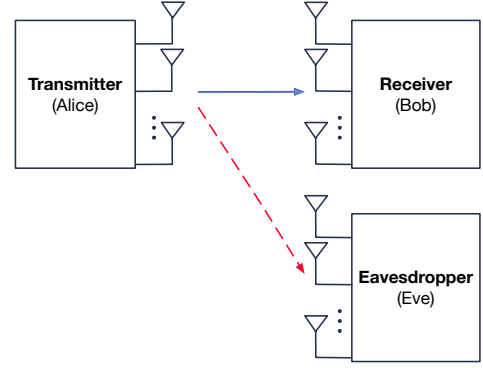 Transmitter
(Alice)
Receiver
(Bob)
Eavesdropper
(Eve)